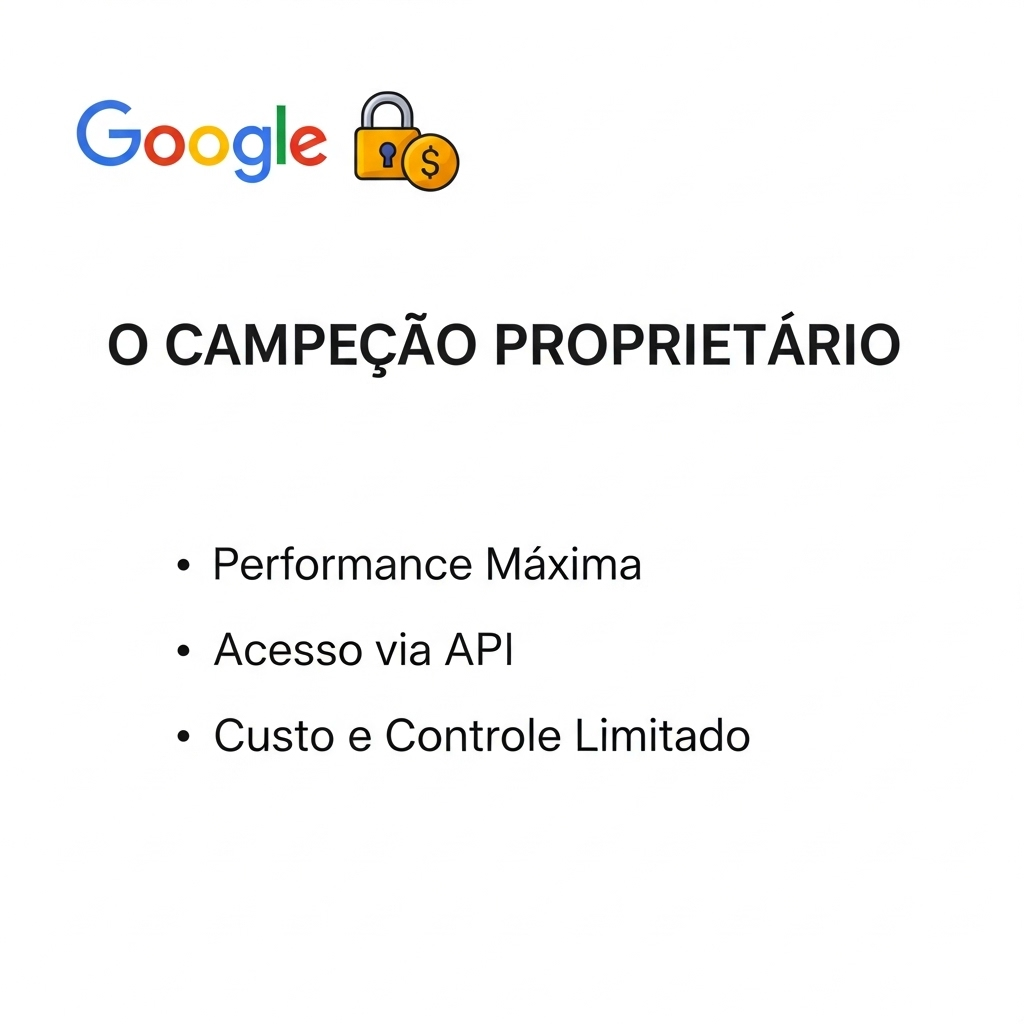 Google
$
O CAMPEÇÃO PROPRIETÁRIO
• Performance Máxima
• Acesso via API
• Custo e Controle Limitado